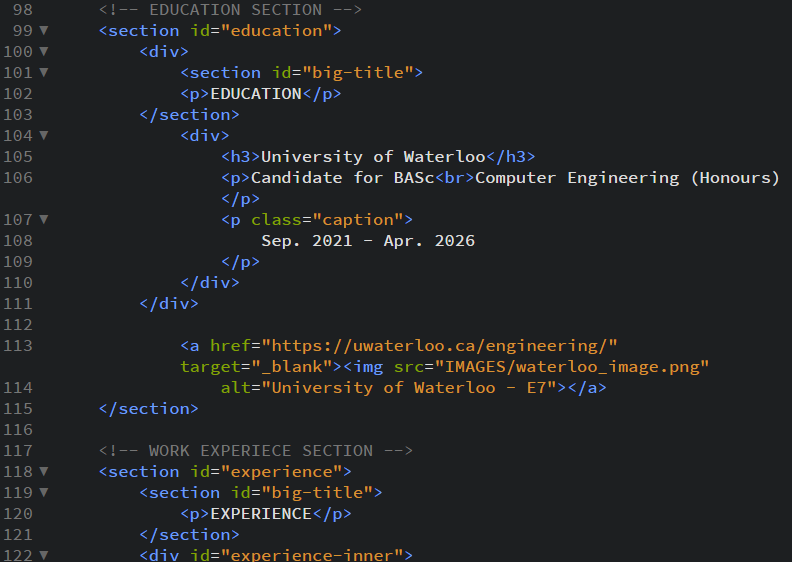 98 <!-- EDUCATION SECTION -->
99 <section id="education">
100 <div>
101 <section id="big-title">
102 <p>EDUCATION</p>
103 </section>
104 <div>
105 <h3>University of Waterloo</h3>
106 <p>Candidate for BASc<br>Computer Engineering (Honours)
</p>
107 <p class="caption">
108 Sep. 2021 - Apr. 2026
109 </p>
110 </div>
111 </div>
112
113 <a href="https://uwaterloo.ca/engineering/"
target="_blank"><img src="IMAGES/waterloo_image.png"
114 alt="University of Waterloo - E7"></a>
115 </section>
116
117 <!-- WORK EXPERIECE SECTION -->
118 <section id="experience">
119 <section id="big-title">
120 <p>EXPERIENCE</p>
121 </section>
122 <div id="experience-inner">